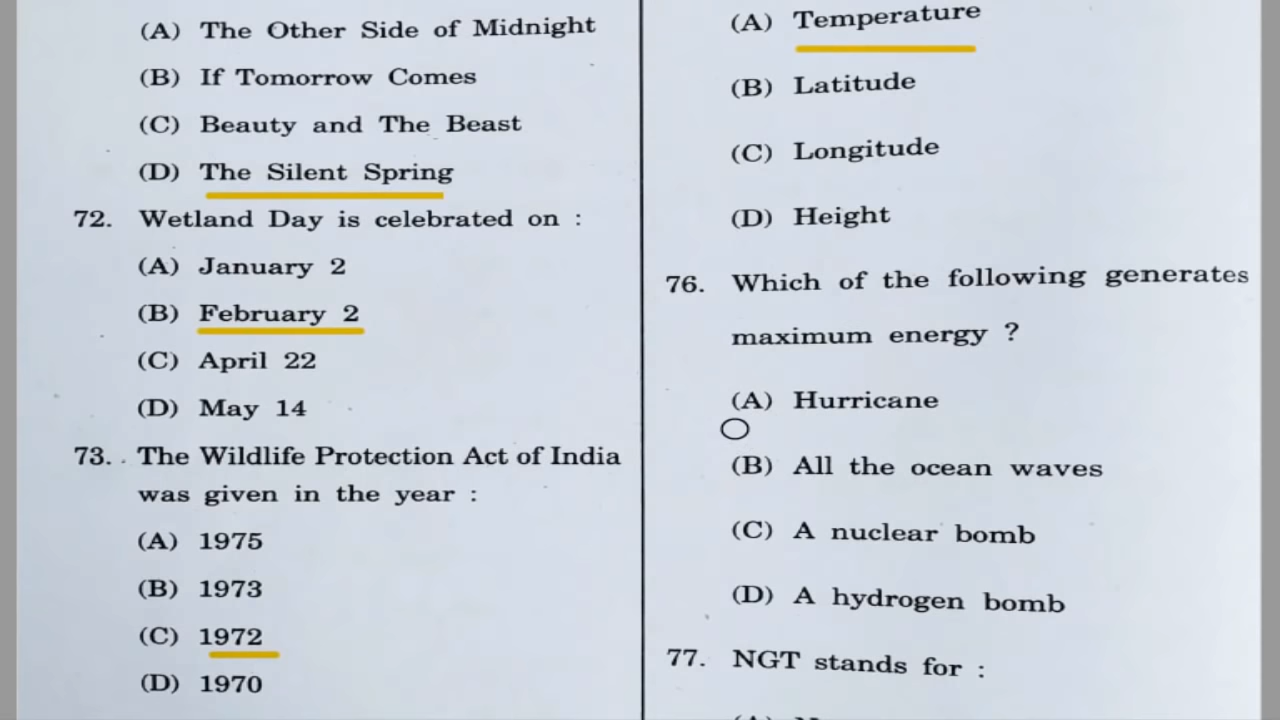 (A) The Other Side of Midnight
(B) If Tomorrow Comes
(C) Beauty and The Beast
(D) The Silent Spring
72. Wetland Day is celebrated on :
(A) January 2
(B) February 2
(C) April 22
(D) May 14
73. The Wildlife Protection Act of India
was given in the year :
(A) 1975
(B) 1973
(C) 1972
(D) 1970
(A) Temperature
(B) Latitude
(C) Longitude
(D) Height
76. Which of the following generates
maximum energy ?
(A) Hurricane
(B) All the ocean waves
(C) A nuclear bomb
(D) A hydrogen bomb
77. NGT stands for :